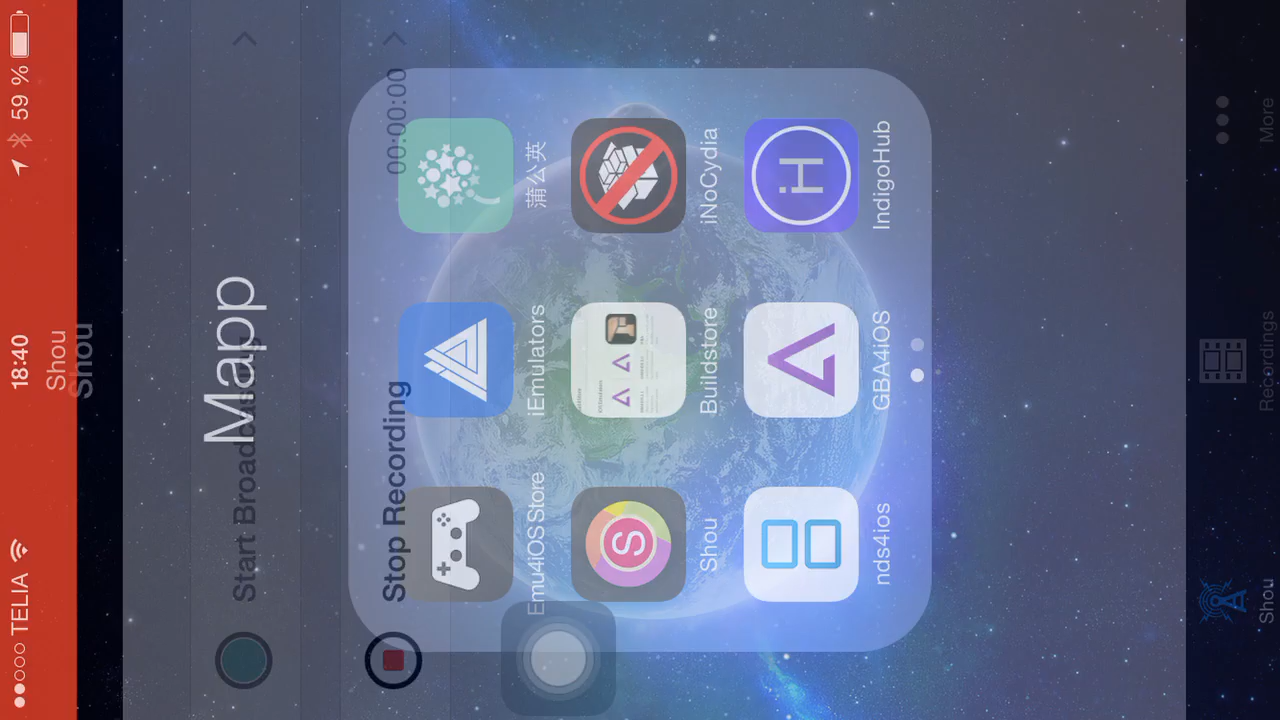 TELIA 18:40 59 %
Shou
Shou
Mapp
Start Broadcasting
Stop Recording 00:00:00
Emu4iOSStore
iEmulators
蒲公英
Shou
Buildstore
iNoCydia
nds4ios
GBA4iOS
IndigoHub
Shou
Recordings
More